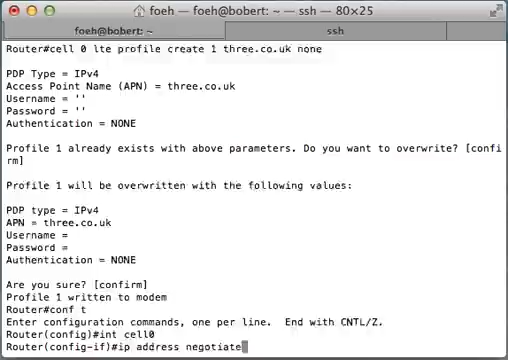 foeh — foeh@bobert: ~ — ssh — 80×25
foeh@bobert: ~
ssh
Router#cell 0 lte profile create 1 three.co.uk none
PDP Type = IPv4
Access Point Name (APN) = three.co.uk
Username = ''
Password = ''
Authentication = NONE
Profile 1 already exists with above parameters. Do you want to overwrite? [confi
rm]
Profile 1 will be overwritten with the following values:
PDP type = IPv4
APN = three.co.uk
Username =
Password =
Authentication = NONE
Are you sure? [confirm]
Profile 1 written to modem
Router#conf t
Enter configuration commands, one per line.  End with CNTL/Z.
Router(config)#int cell0
Router(config-if)#ip address negotiate